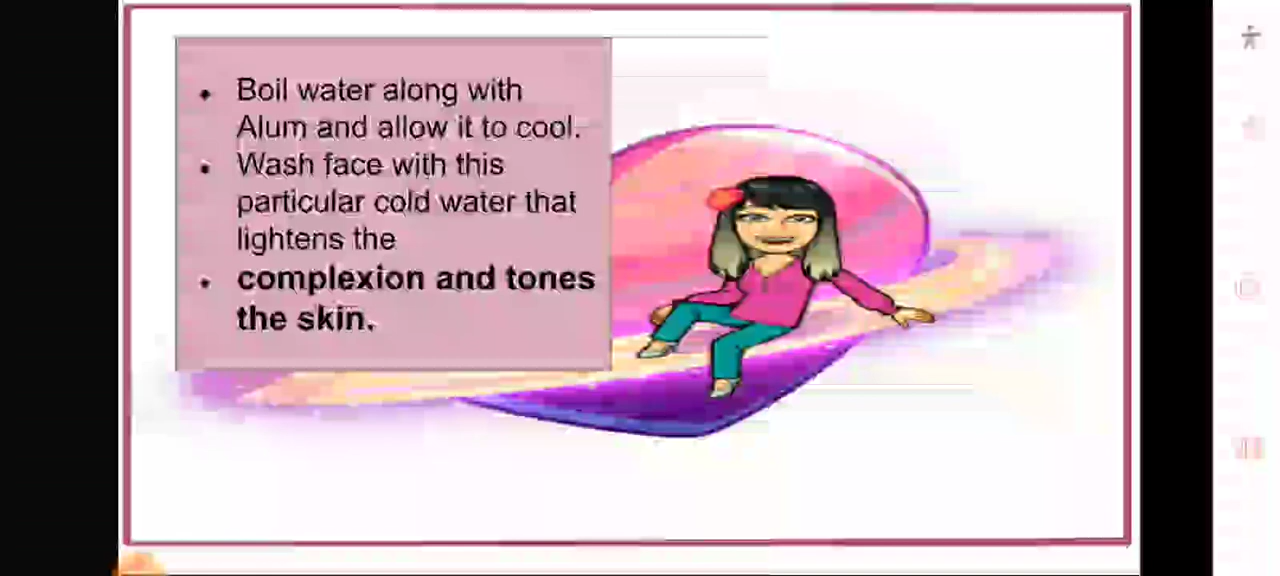 • Boil water along with
Alum and allow it to cool.
• Wash face with this
particular cold water that
lightens the
• complexion and tones
the skin.